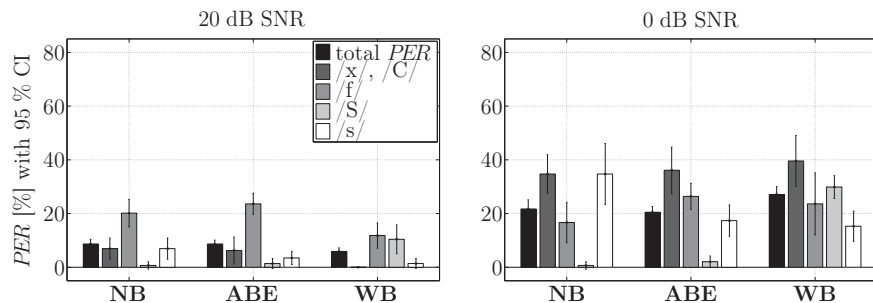 20 dB SNR
0 dB SNR
PER [%] with 95 % CI
80
60
40
20
0
total PER
/x/, /C/
/f/
/S/
/s/
NB ABE WB
80
60
40
20
0
NB ABE WB